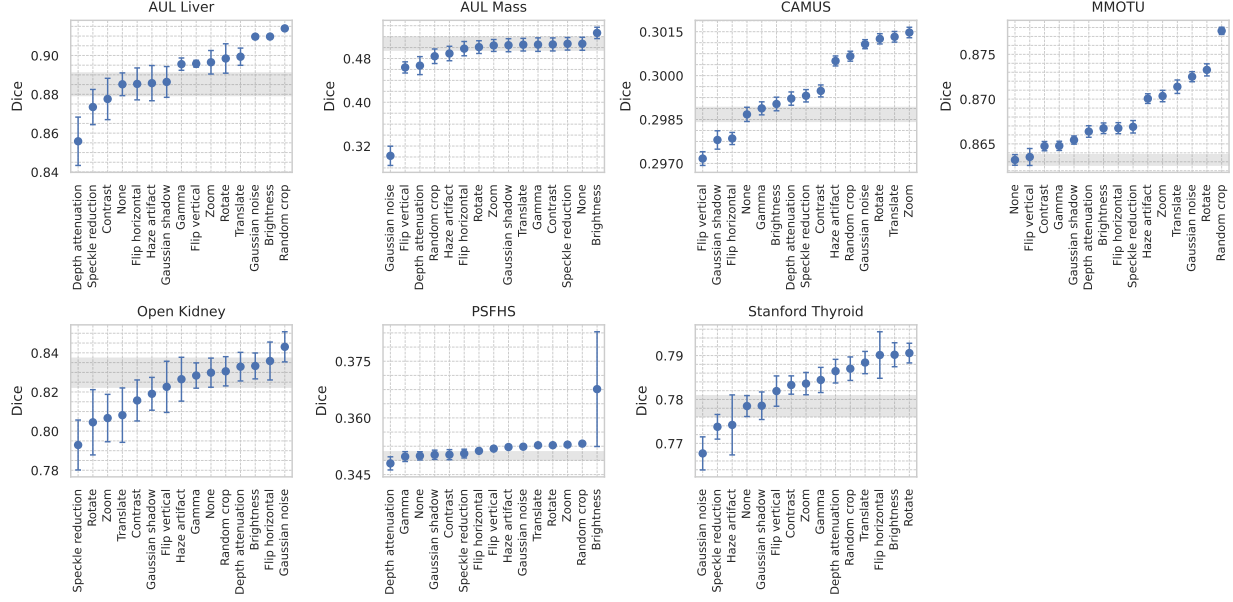 AUL Liver
Dice
0.90
0.88
0.86
0.84
Depth attenuation
Speckle reduction
Contrast
None
Flip horizontal
Haze artifact
Gaussian shadow
Gamma
Flip vertical
Zoom
Rotate
Translate
Gaussian noise
Brightness
Random crop
AUL Mass
Dice
0.48
0.40
0.32
Gaussian noise
Flip vertical
Depth attenuation
Random crop
Haze artifact
Flip horizontal
Rotate
Zoom
Gaussian shadow
Translate
Gamma
Contrast
Speckle reduction
None
Brightness
CAMUS
Dice
0.3015
0.3000
0.2985
0.2970
Flip vertical
Gaussian shadow
Flip horizontal
None
Gamma
Brightness
Depth attenuation
Speckle reduction
Contrast
Haze artifact
Random crop
Gaussian noise
Rotate
Translate
Zoom
MMOTU
Dice
0.875
0.870
0.865
None
Flip vertical
Contrast
Gamma
Gaussian shadow
Depth attenuation
Brightness
Flip horizontal
Speckle reduction
Haze artifact
Zoom
Translate
Gaussian noise
Rotate
Random crop
Open Kidney
Dice
0.84
0.82
0.80
0.78
Speckle reduction
Rotate
Zoom
Translate
Contrast
Gaussian shadow
Flip vertical
Haze artifact
Gamma
None
Random crop
Depth attenuation
Brightness
Flip horizontal
Gaussian noise
PSFHS
Dice
0.375
0.360
0.345
Depth attenuation
Gamma
None
Gaussian shadow
Contrast
Speckle reduction
Flip horizontal
Flip vertical
Haze artifact
Gaussian noise
Translate
Rotate
Zoom
Random crop
Brightness
Stanford Thyroid
Dice
0.79
0.78
0.77
Gaussian noise
Speckle reduction
Haze artifact
None
Gaussian shadow
Flip vertical
Contrast
Zoom
Gamma
Depth attenuation
Random crop
Translate
Flip horizontal
Brightness
Rotate